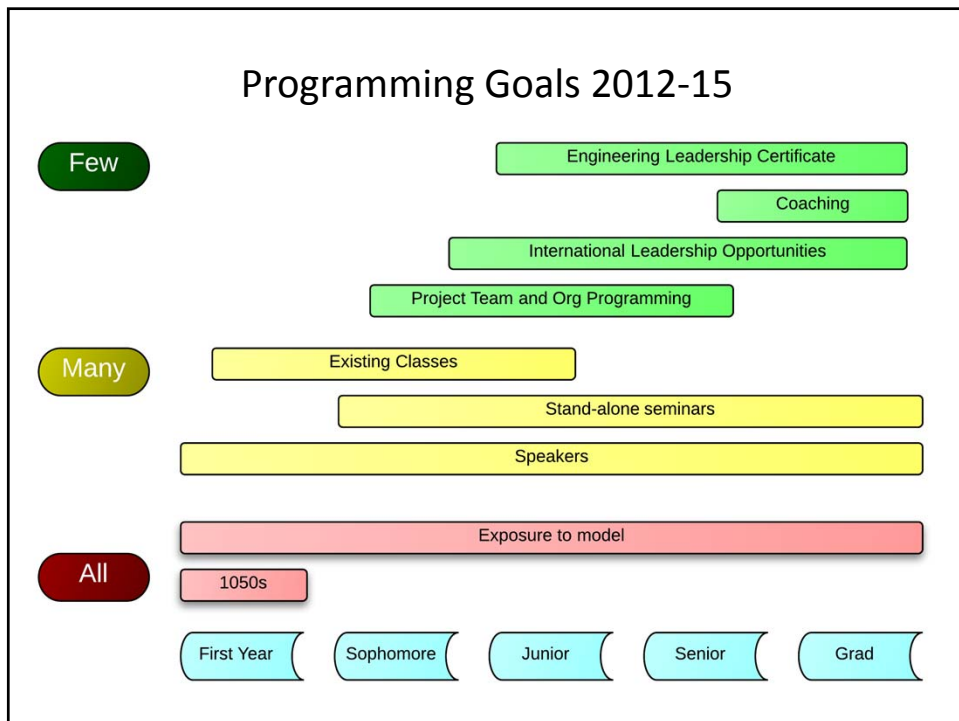 Programming Goals 2012-15
Few
Engineering Leadership Certificate
Coaching
International Leadership Opportunities
Project Team and Org Programming
Many
Existing Classes
Stand-alone seminars
Speakers
Exposure to model
All
1050s
First Year
Sophomore
Junior
Senior
Grad